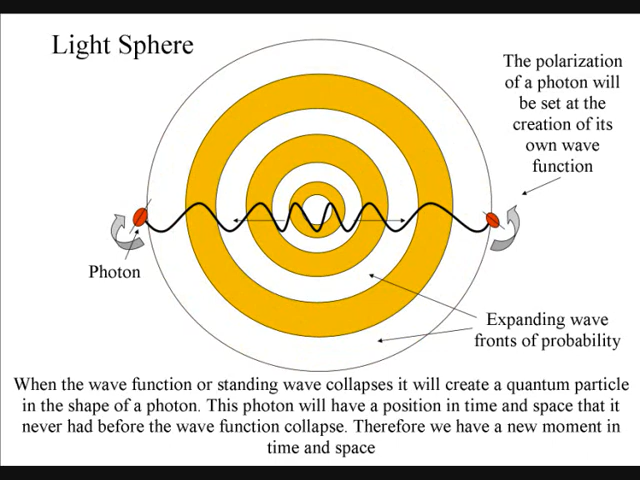 Light Sphere
The polarization
of a photon will
be set at the
creation of its
own wave
function
Photon
Expanding wave
fronts of probability
When the wave function or standing wave collapses it will create a quantum particle
in the shape of a photon. This photon will have a position in time and space that it
never had before the wave function collapse. Therefore we have a new moment in
time and space